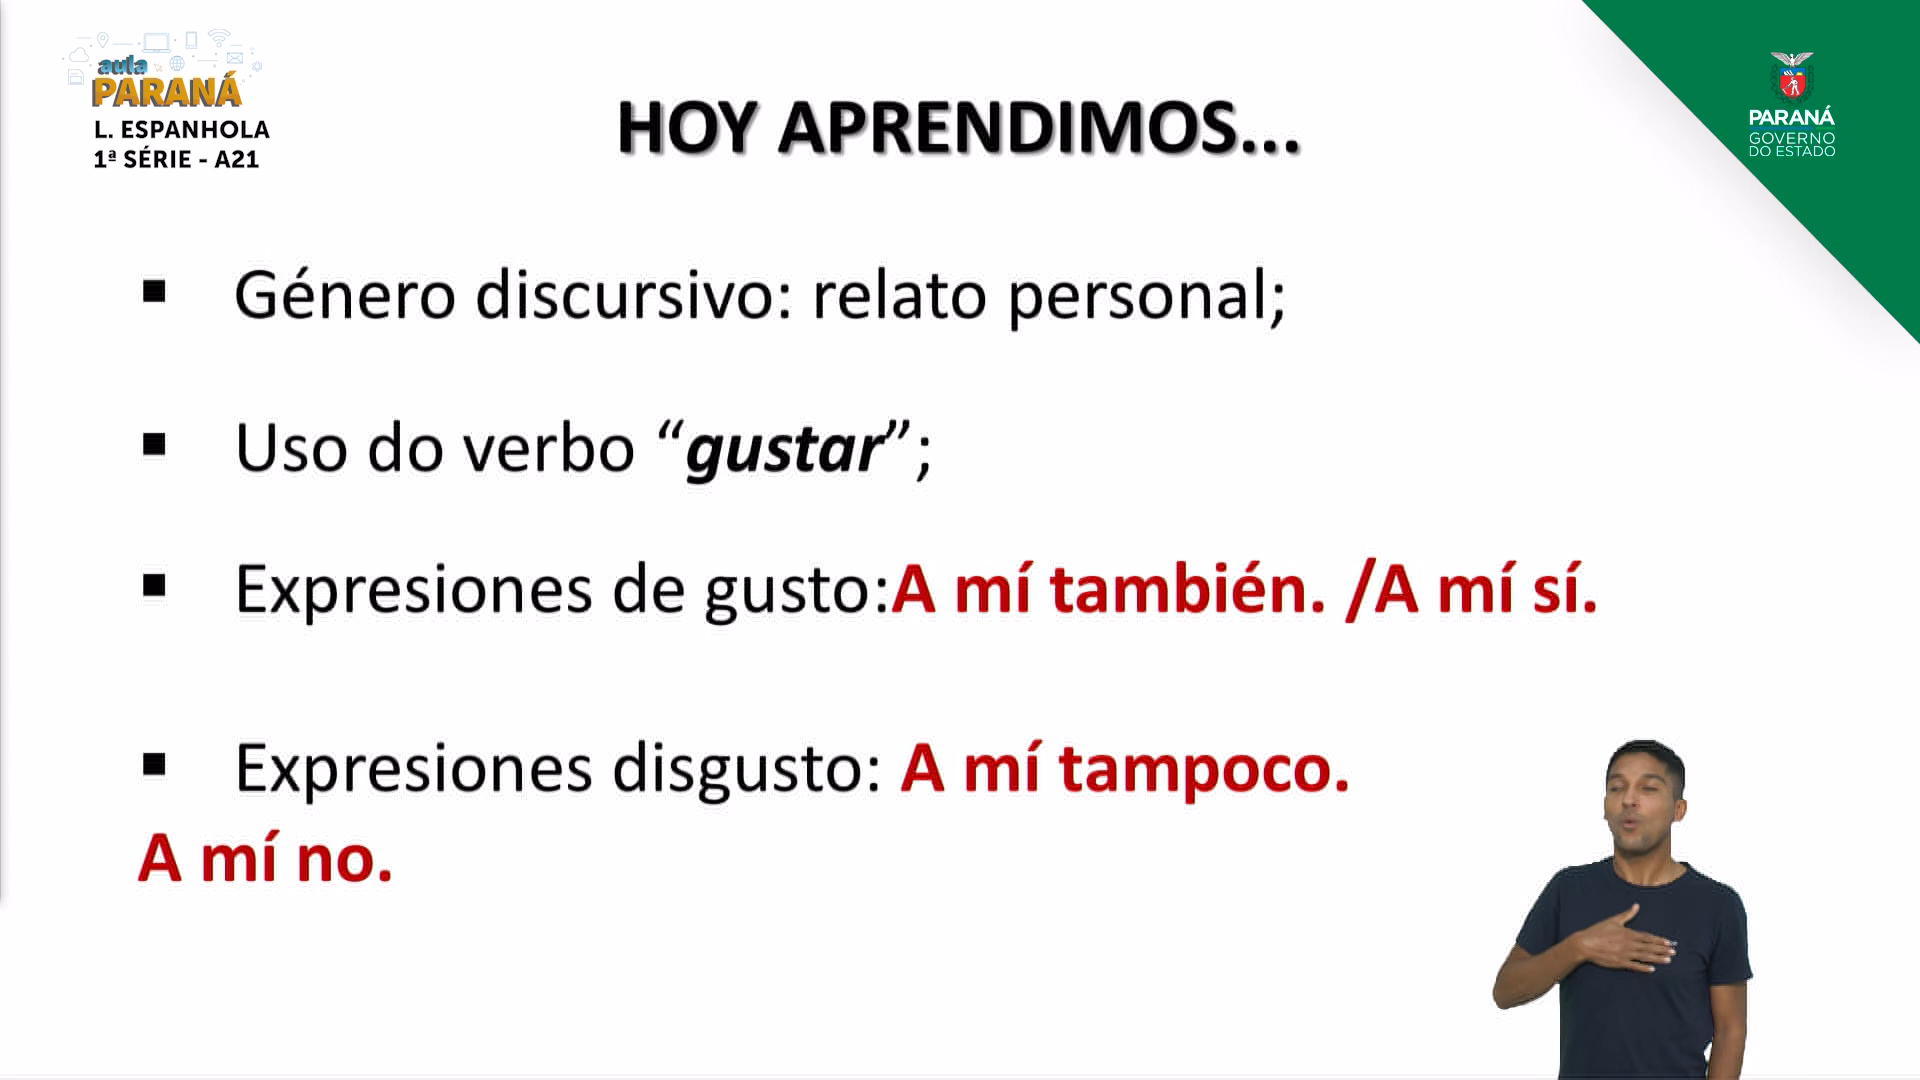 aula
PARANÁ
L. ESPANHOLA
1ª SÉRIE - A21
HOY APRENDIMOS...
PARANÁ
GOVERNO
DO ESTADO
▪ Género discursivo: relato personal;
▪ Uso do verbo “gustar”;
▪ Expresiones de gusto:A mí también. /A mí sí.
▪ Expresiones disgusto: A mí tampoco.
A mí no.